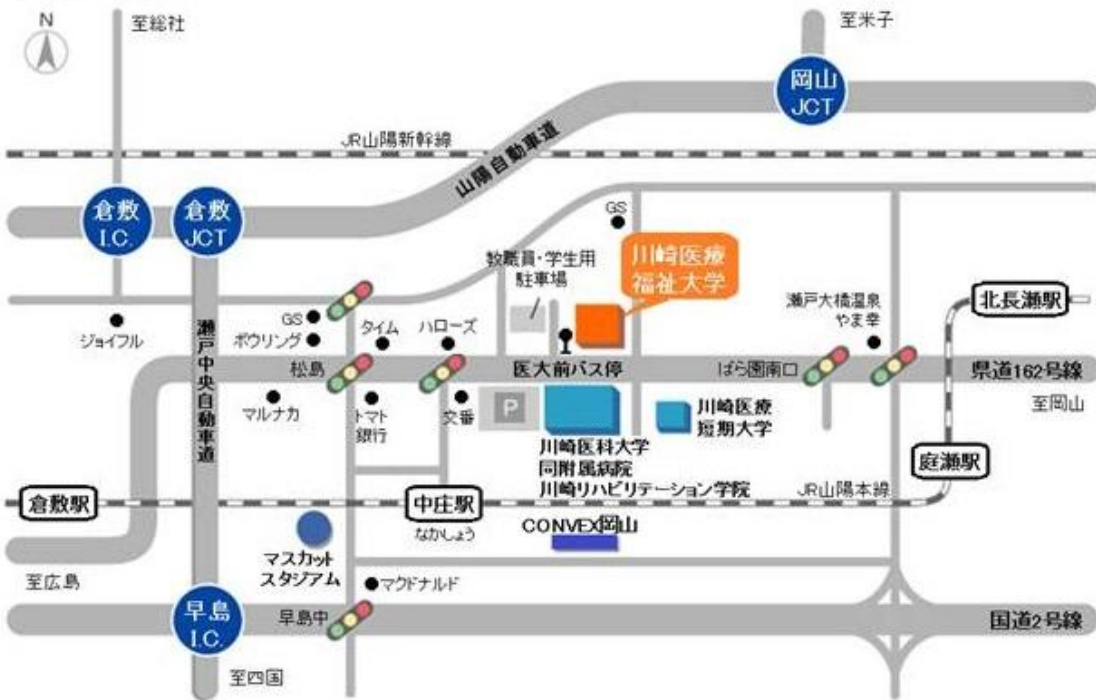 N
至総社
至米子
岡山
JCT
JR山陽新幹線
山陽自動車道
倉敷
I.C.
倉敷
JCT
GS
教職員・学生用
駐車場
川崎医療
福祉大学
瀬戸大橋温泉
やま幸
北長瀬駅
ジョイフル
GS
ボウリング
タイム
ハローズ
瀬戸中央自動車道
松島
医大前バス停
ばら園南口
県道162号線
至岡山
マルナカ
トマト
銀行
交番
P
川崎医療
短期大学
川崎医科大学
同附属病院
川崎リハビリテーション学院
庭瀬駅
倉敷駅
中庄駅
なかしょう
JR山陽本線
CONVEX岡山
マスカット
スタジアム
至広島
マクドナルド
早島
I.C.
早島中
国道2号線
至四国